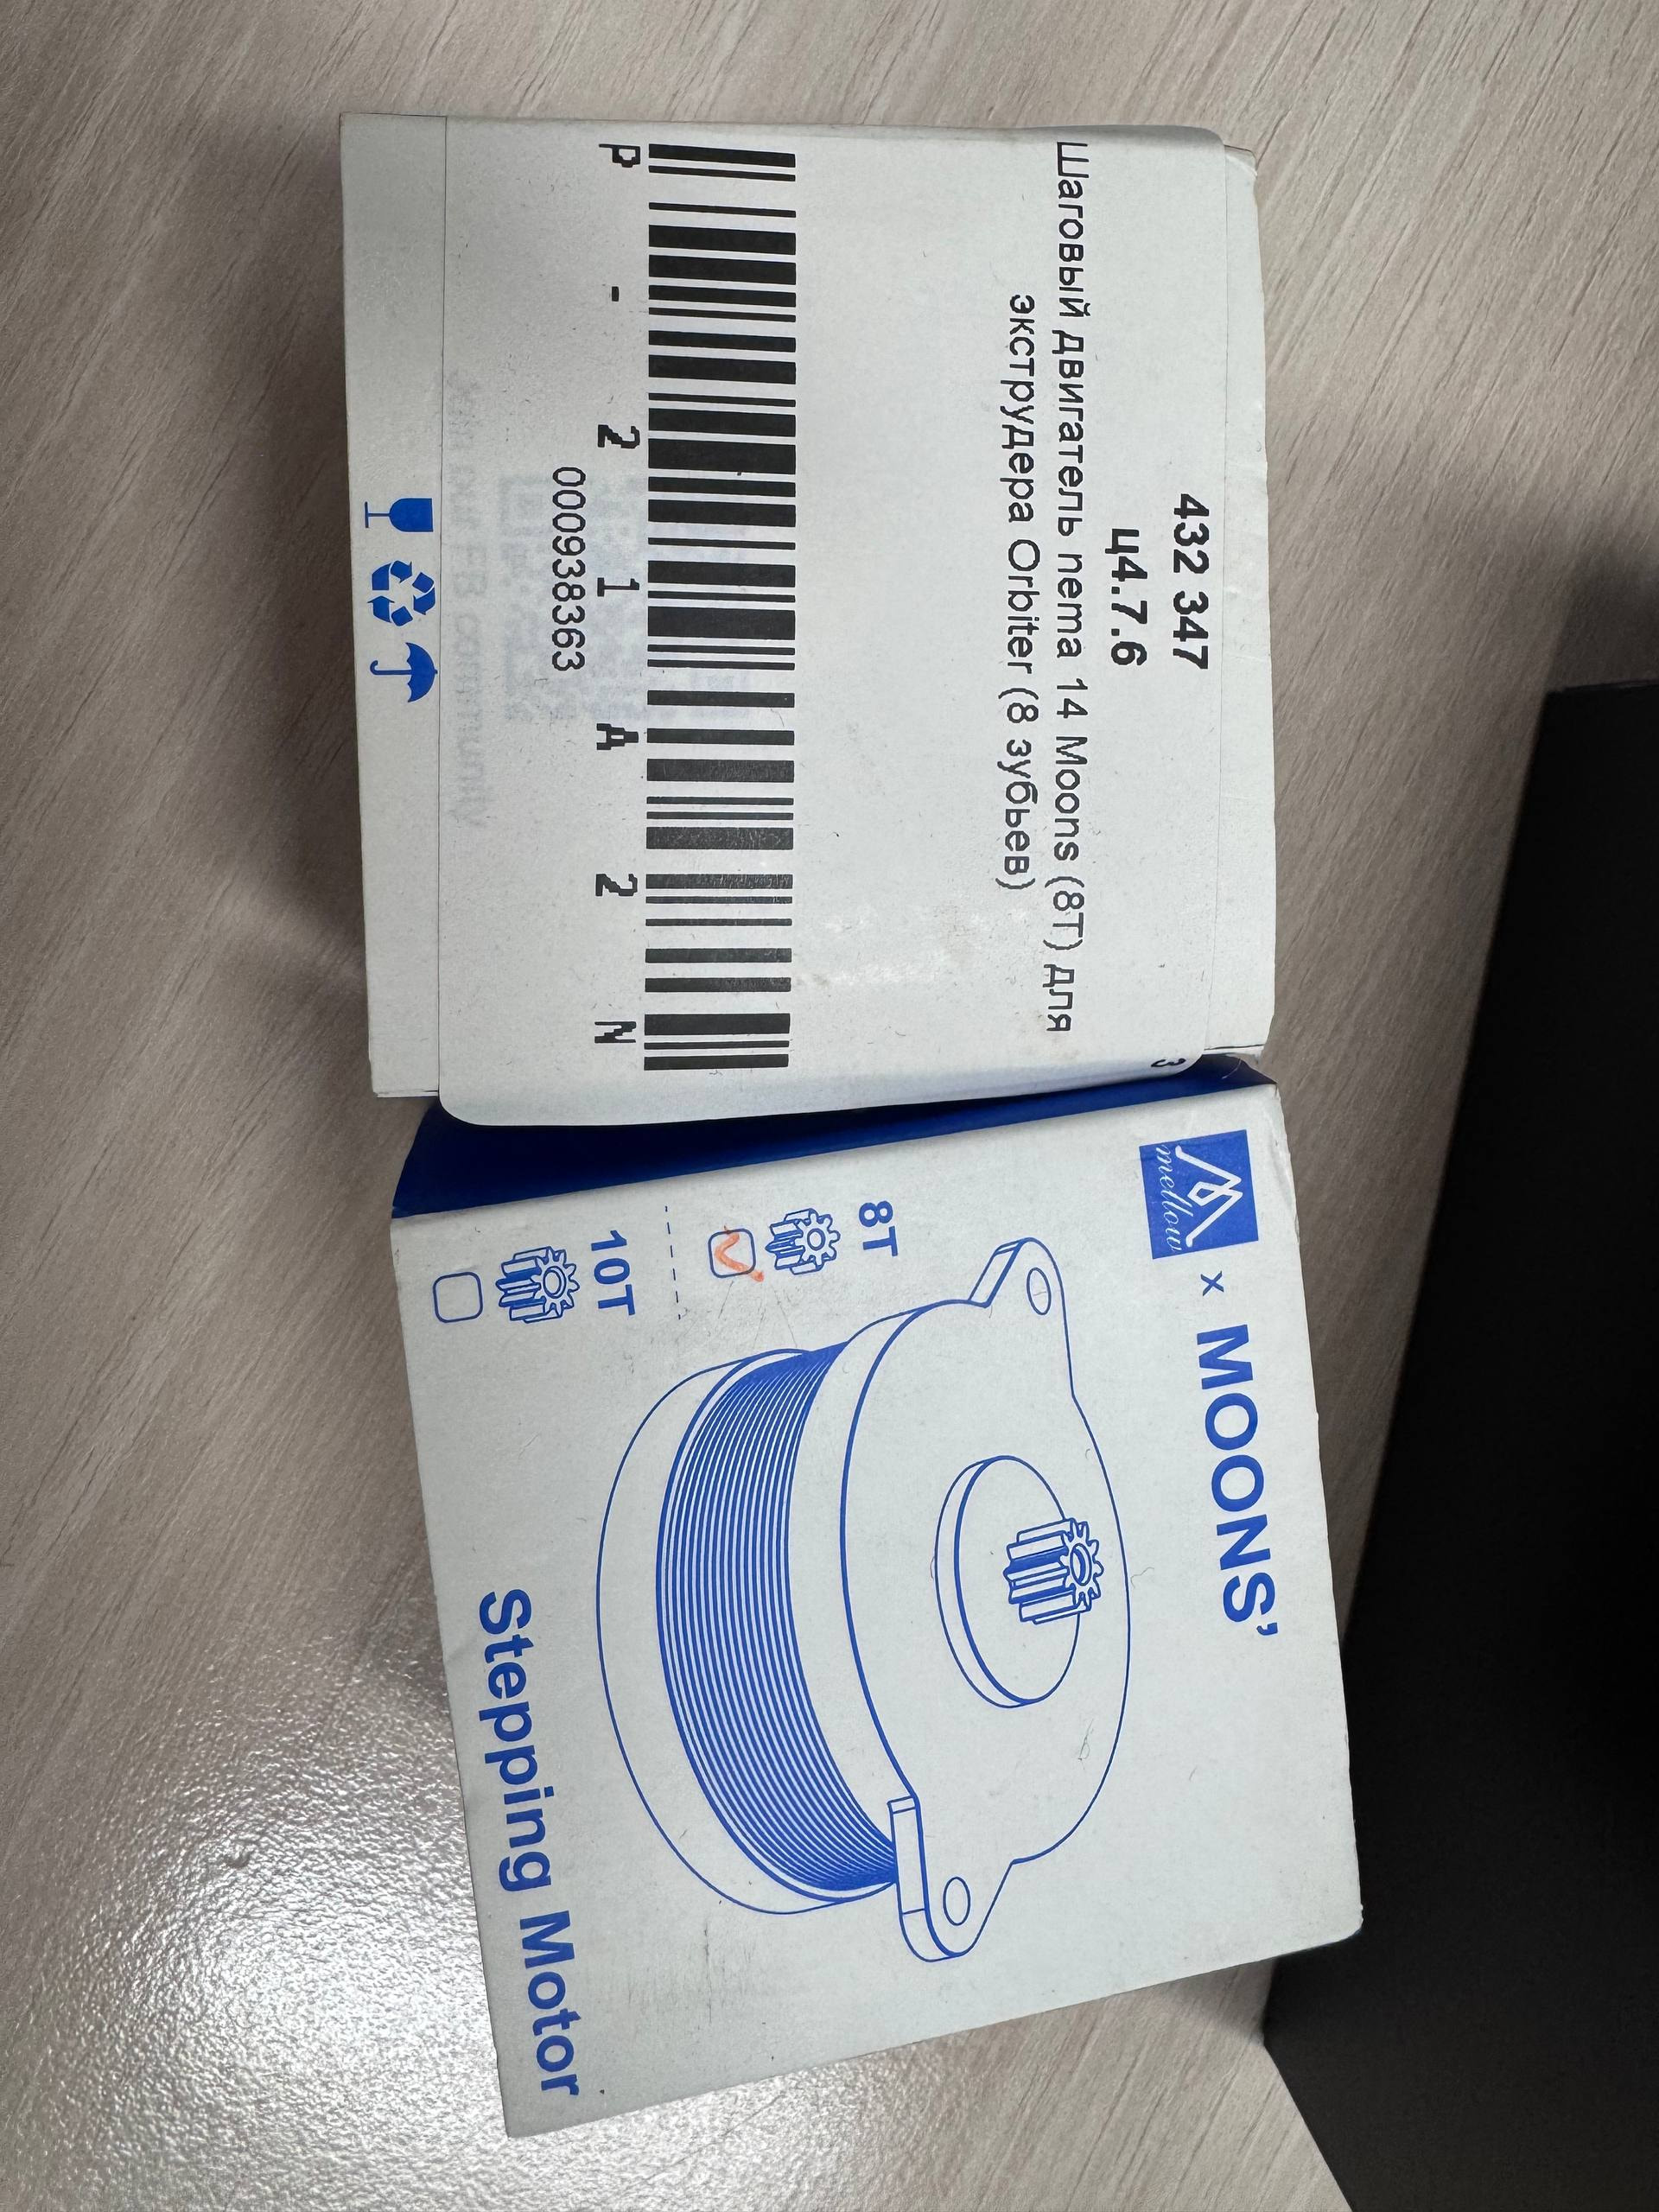 432 347
ц4.7.6
Шаговый двигатель nema 14 Moons (8T) для
экструдера Orbiter (8 зубьев)
P - 2 1 A 2 N
000938363
mellow x MOONS'
8T
10T
Stepping Motor